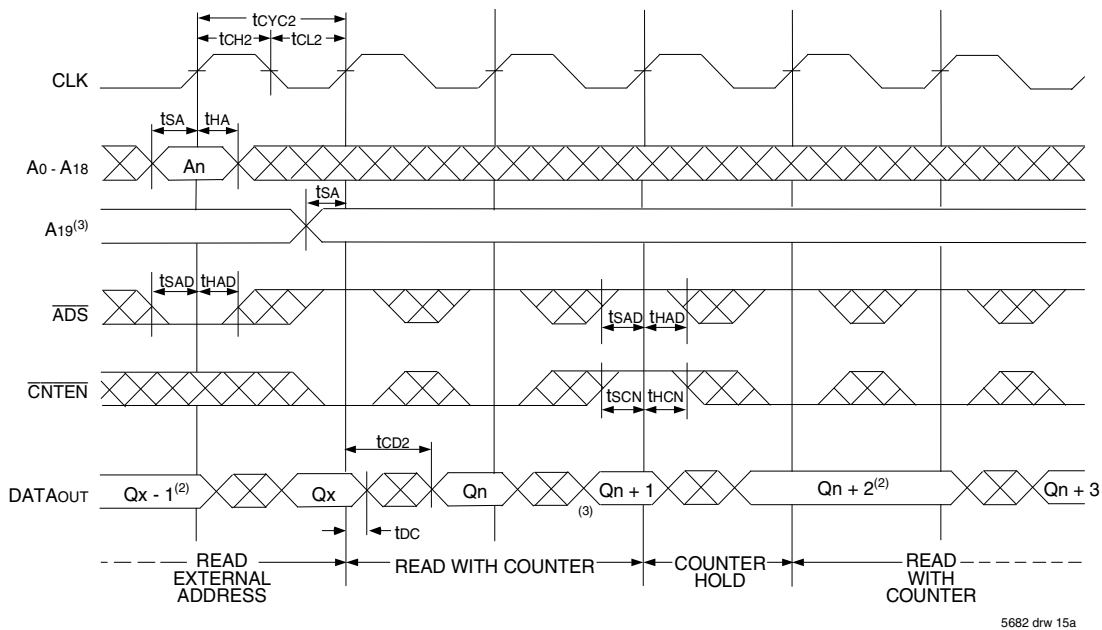 tCYC2
tCH2 tCL2
CLK
tSA tHA
A0 - A18 An
tSA
A19(3)
tSAD tHAD
ADS
tSAD tHAD
CNTEN
tSCN tHCN
tCD2
DATAOUT Qx - 1(2) Qx Qn Qn + 1 Qn + 2(2) Qn + 3
(3)
tDC
READ EXTERNAL ADDRESS
READ WITH COUNTER
COUNTER HOLD
READ WITH COUNTER
5682 drw 15a